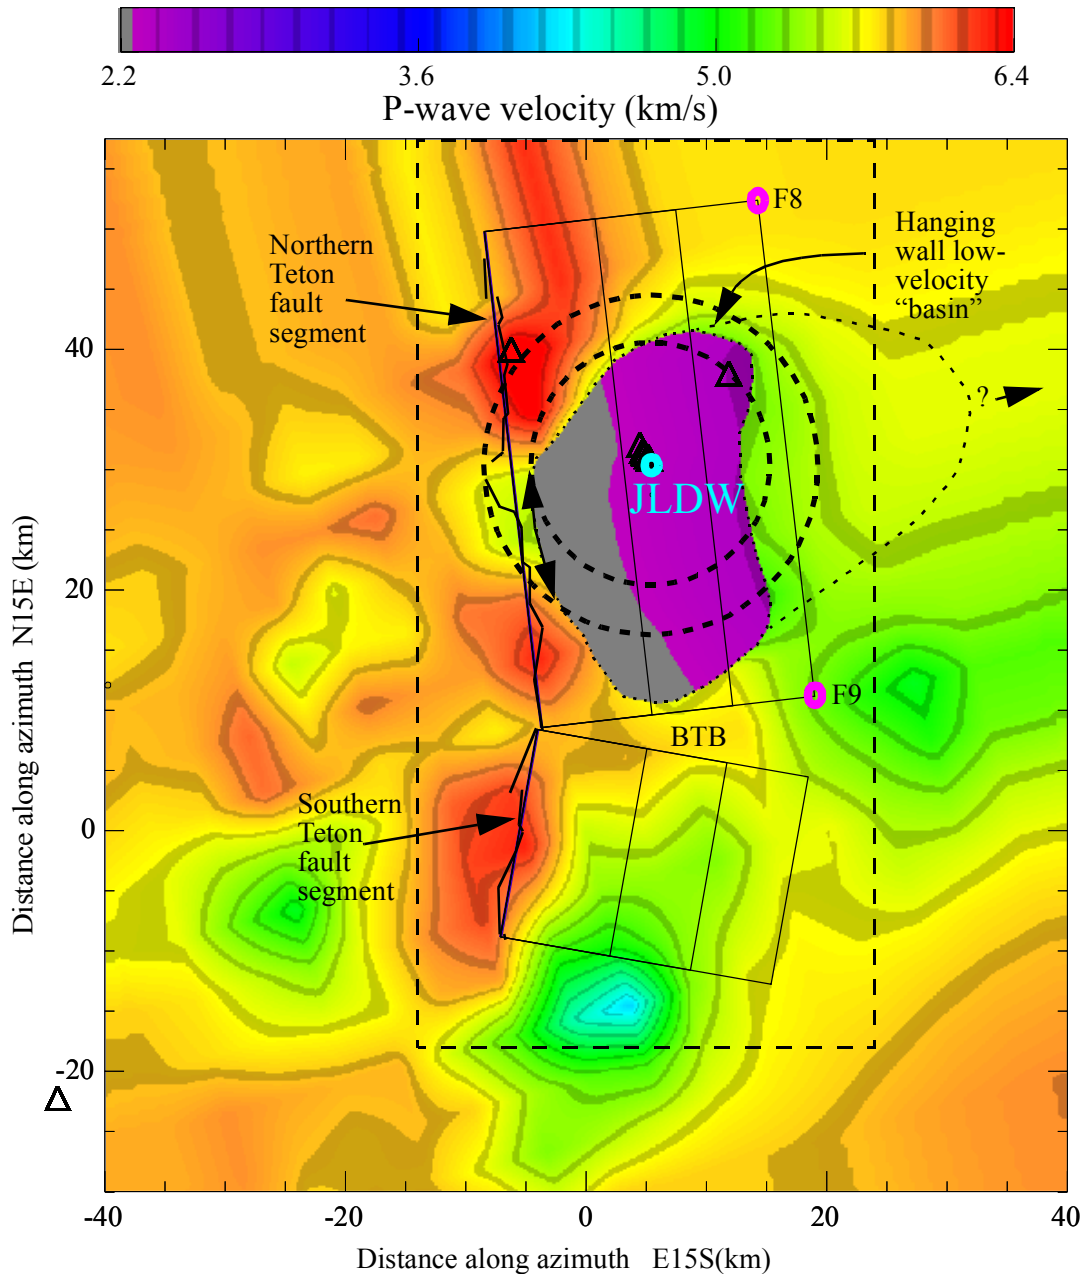 2.2 3.6 5.0 6.4
P-wave velocity (km/s)
F8
Hanging
wall low-
velocity
“basin”
Northern
Teton
fault
segment
40
?
JLDW
20
F9
BTB
Southern
Teton
fault
segment
0
-20
Distance along azimuth N15E (km)
-40 -20 0 20 40
Distance along azimuth E15S(km)